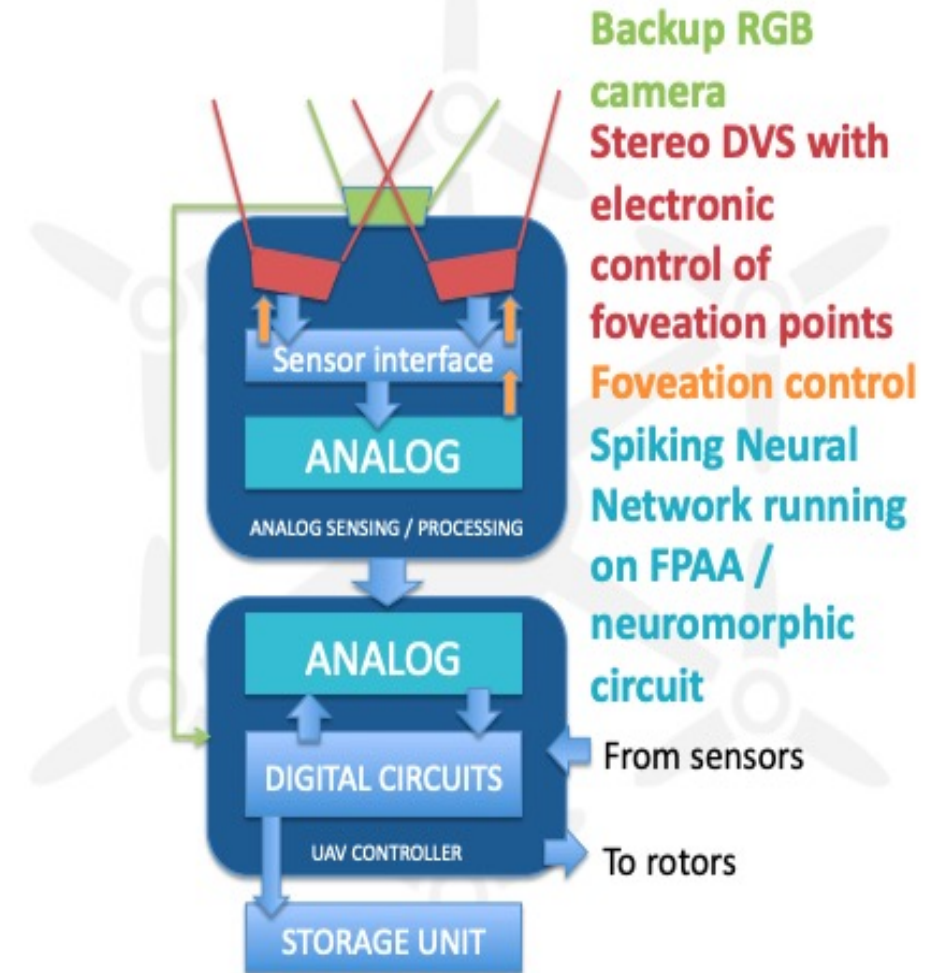 Backup RGB
camera
Stereo DVS with
electronic
control of
foveation points
Foveation control
Spiking Neural
Network running
on FPAA /
neuromorphic
circuit
Sensor interface
ANALOG
ANALOG SENSING / PROCESSING
ANALOG
DIGITAL CIRCUITS
UAV CONTROLLER
From sensors
To rotors
STORAGE UNIT